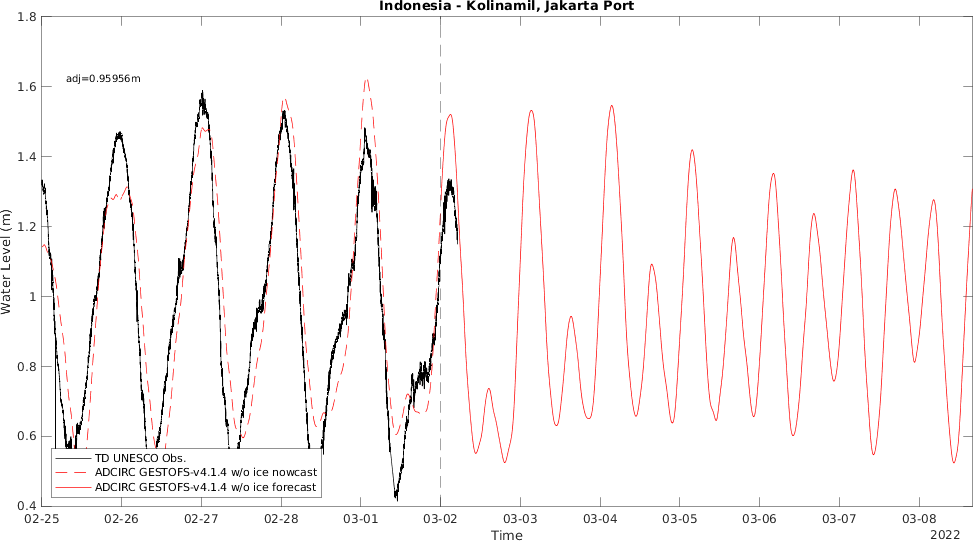 Indonesia - Kolinamil, Jakarta Port
1.8
1.6
1.4
1.2
1
0.8
0.6
0.4
Water Level (m)
adj=0.95956m
TD UNESCO Obs.
ADCIRC GESTOFS-v4.1.4 w/o ice nowcast
ADCIRC GESTOFS-v4.1.4 w/o ice forecast
02-25 02-26 02-27 02-28 03-01 03-02 03-03 03-04 03-05 03-06 03-07 03-08
Time
2022